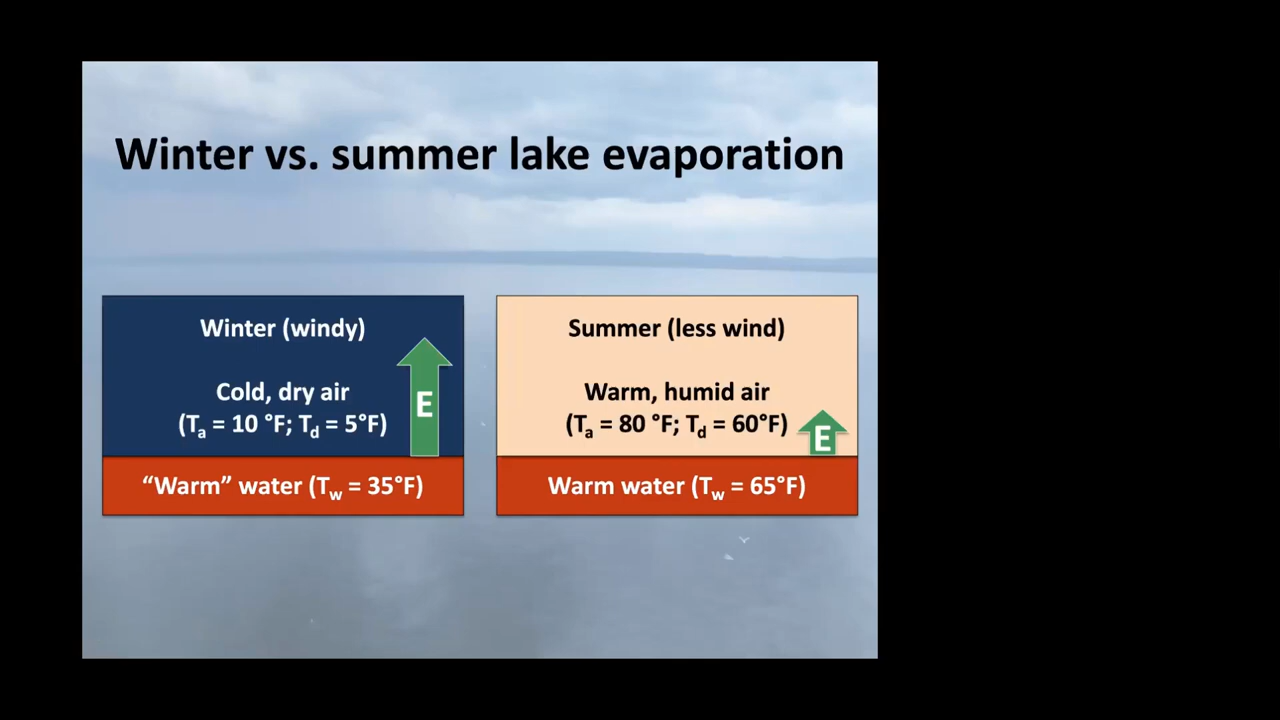 Winter vs. summer lake evaporation
Winter (windy)
Cold, dry air
(Ta = 10 °F; Td = 5°F)
E
“Warm” water (Tw = 35°F)
Summer (less wind)
Warm, humid air
(Ta = 80 °F; Td = 60°F)
E
Warm water (Tw = 65°F)